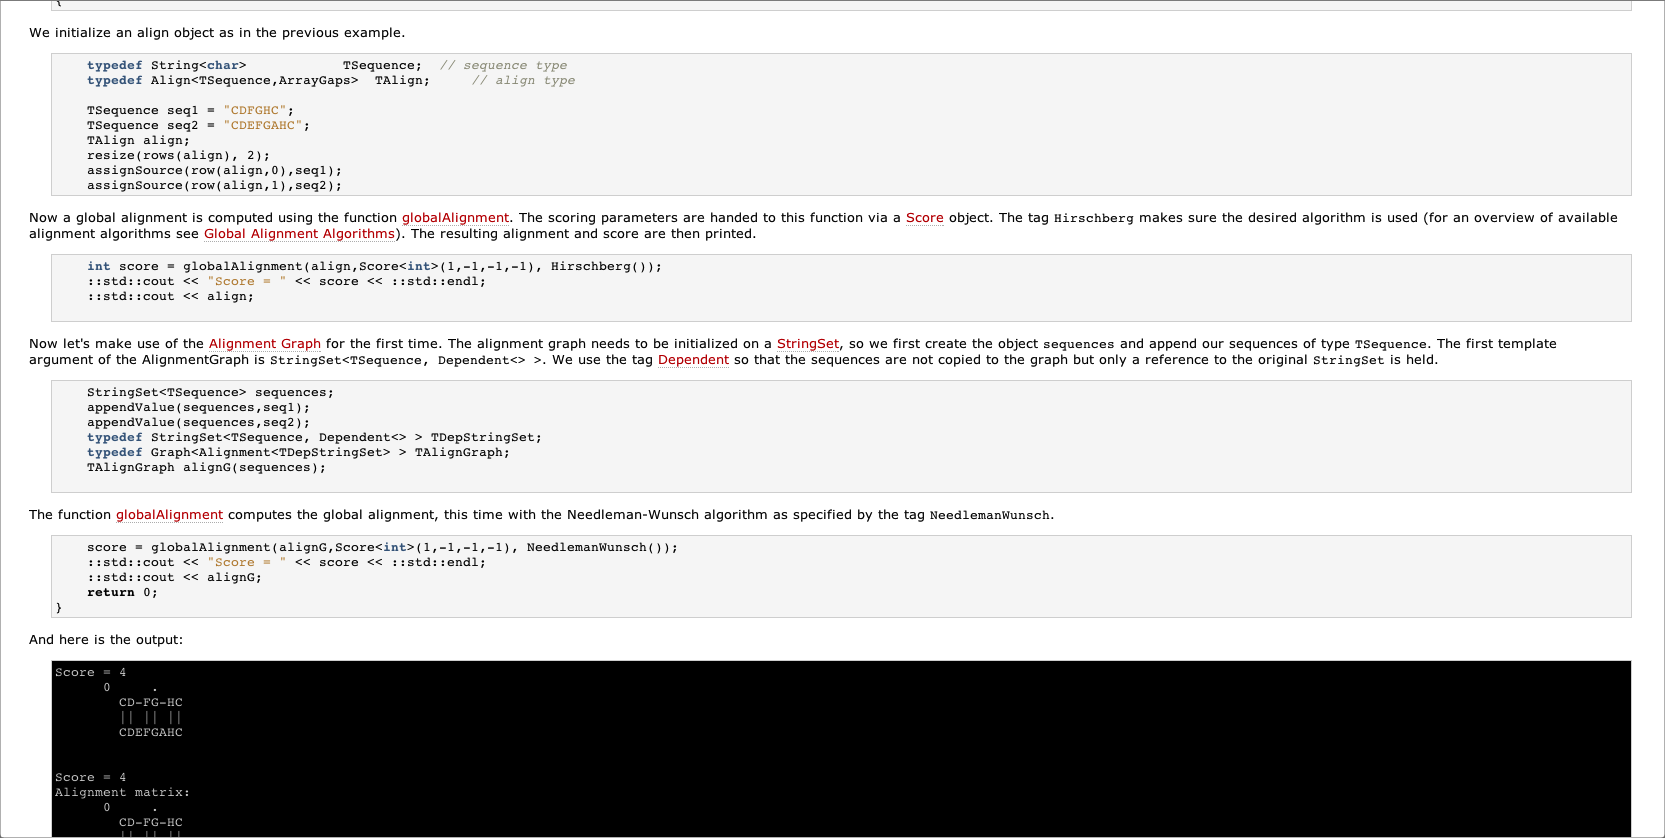 }
We initialize an align object as in the previous example.
typedef String<char>            TSequence;  // sequence type
typedef Align<TSequence,ArrayGaps>  TAlign;     // align type
TSequence seq1 = "CDFGHC";
TSequence seq2 = "CDEFGAHC";
TAlign align;
resize(rows(align), 2);
assignSource(row(align,0),seq1);
assignSource(row(align,1),seq2);
Now a global alignment is computed using the function globalAlignment. The scoring parameters are handed to this function via a Score object. The tag Hirschberg makes sure the desired algorithm is used (for an overview of available
alignment algorithms see Global Alignment Algorithms). The resulting alignment and score are then printed.
int score = globalAlignment(align,Score<int>(1,-1,-1,-1), Hirschberg());
::std::cout << "Score = " << score << ::std::endl;
::std::cout << align;
Now let's make use of the Alignment Graph for the first time. The alignment graph needs to be initialized on a StringSet, so we first create the object sequences and append our sequences of type TSequence. The first template
argument of the AlignmentGraph is StringSet<TSequence, Dependent<> >. We use the tag Dependent so that the sequences are not copied to the graph but only a reference to the original StringSet is held.
StringSet<TSequence> sequences;
appendValue(sequences,seq1);
appendValue(sequences,seq2);
typedef StringSet<TSequence, Dependent<> > TDepStringSet;
typedef Graph<Alignment<TDepStringSet> > TAlignGraph;
TAlignGraph alignG(sequences);
The function globalAlignment computes the global alignment, this time with the Needleman-Wunsch algorithm as specified by the tag NeedlemanWunsch.
score = globalAlignment(alignG,Score<int>(1,-1,-1,-1), NeedlemanWunsch());
::std::cout << "Score = " << score << ::std::endl;
::std::cout << alignG;
return 0;
}
And here is the output:
Score = 4
0     .
CD-FG-HC
|| || ||
CDEFGAHC
Score = 4
Alignment matrix:
0     .
CD-FG-HC
|| || ||